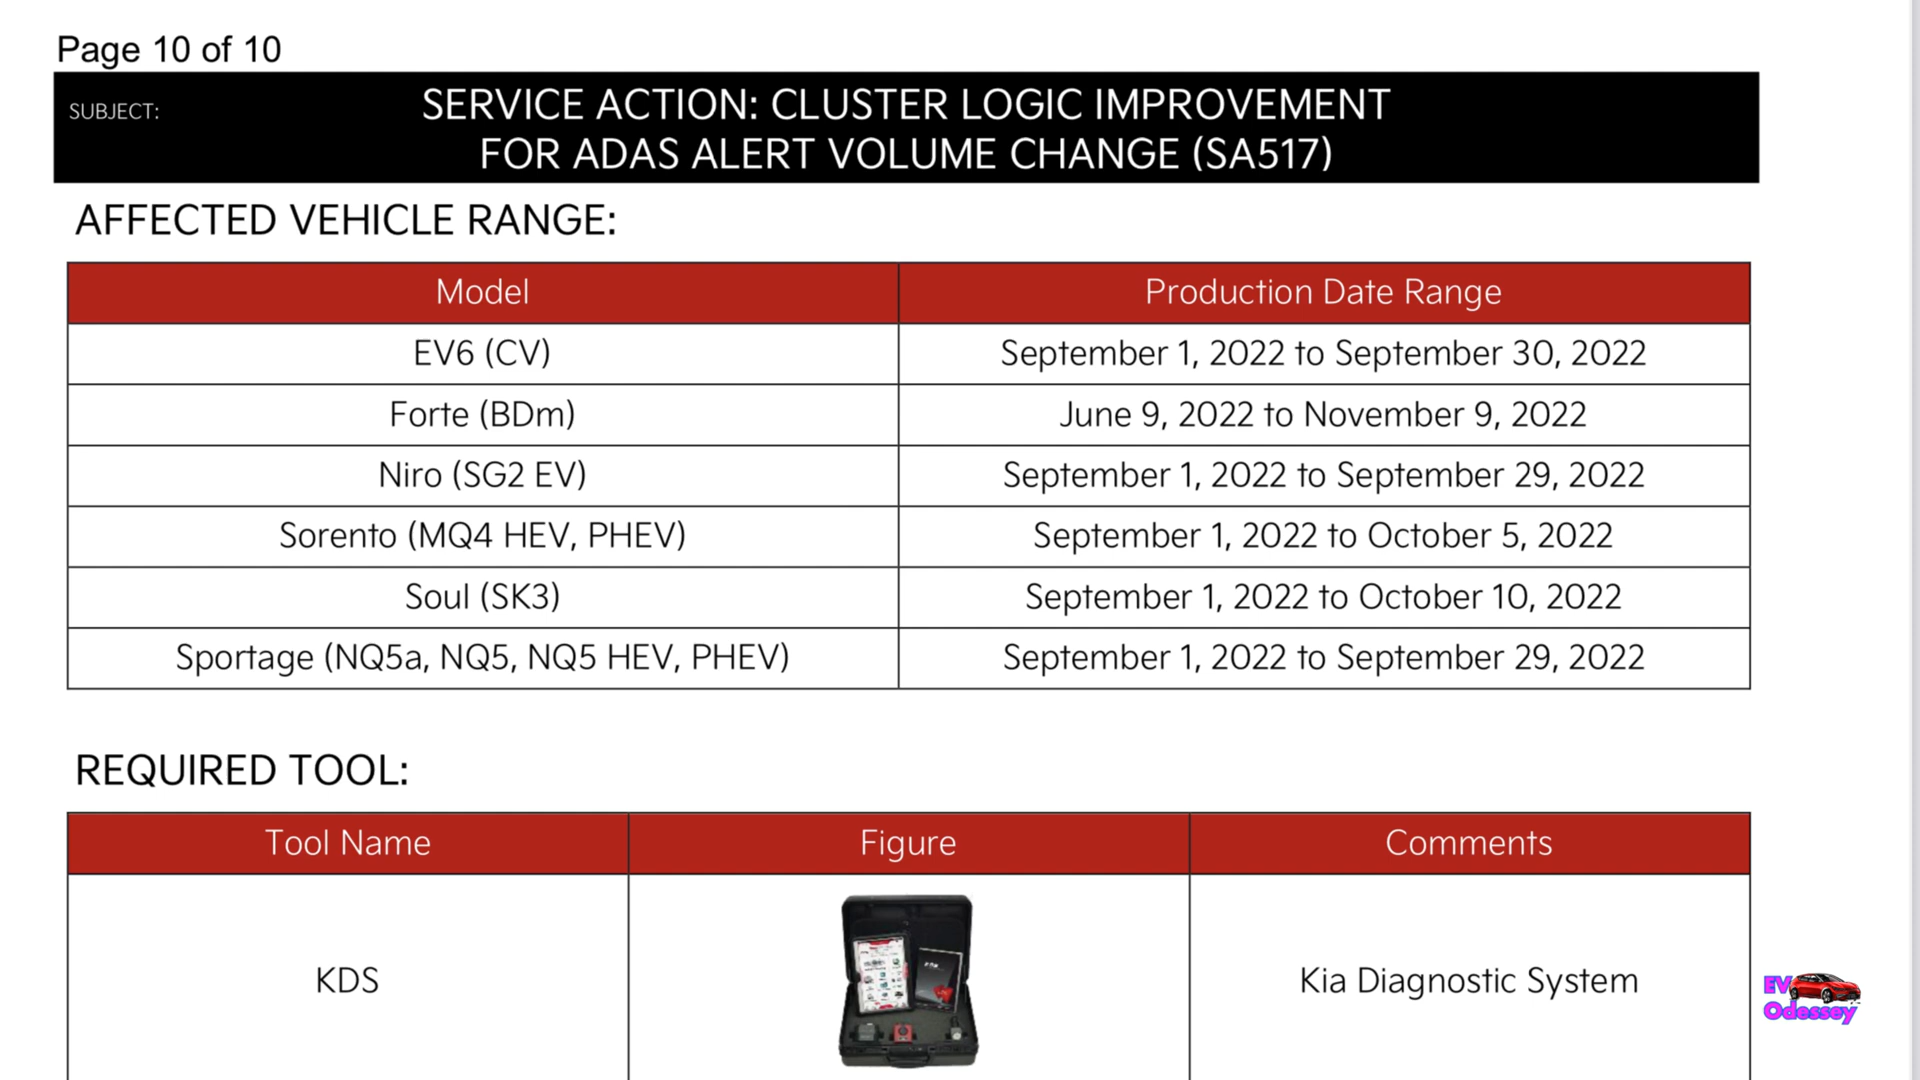 Page 10 of 10
SUBJECT:
SERVICE ACTION: CLUSTER LOGIC IMPROVEMENT
FOR ADAS ALERT VOLUME CHANGE (SA517)
AFFECTED VEHICLE RANGE:
Model Production Date Range
EV6 (CV) September 1, 2022 to September 30, 2022
Forte (BDm) June 9, 2022 to November 9, 2022
Niro (SG2 EV) September 1, 2022 to September 29, 2022
Sorento (MQ4 HEV, PHEV) September 1, 2022 to October 5, 2022
Soul (SK3) September 1, 2022 to October 10, 2022
Sportage (NQ5a, NQ5, NQ5 HEV, PHEV) September 1, 2022 to September 29, 2022
REQUIRED TOOL:
Tool Name Figure Comments
KDS Kia Diagnostic System
EV
Odessey